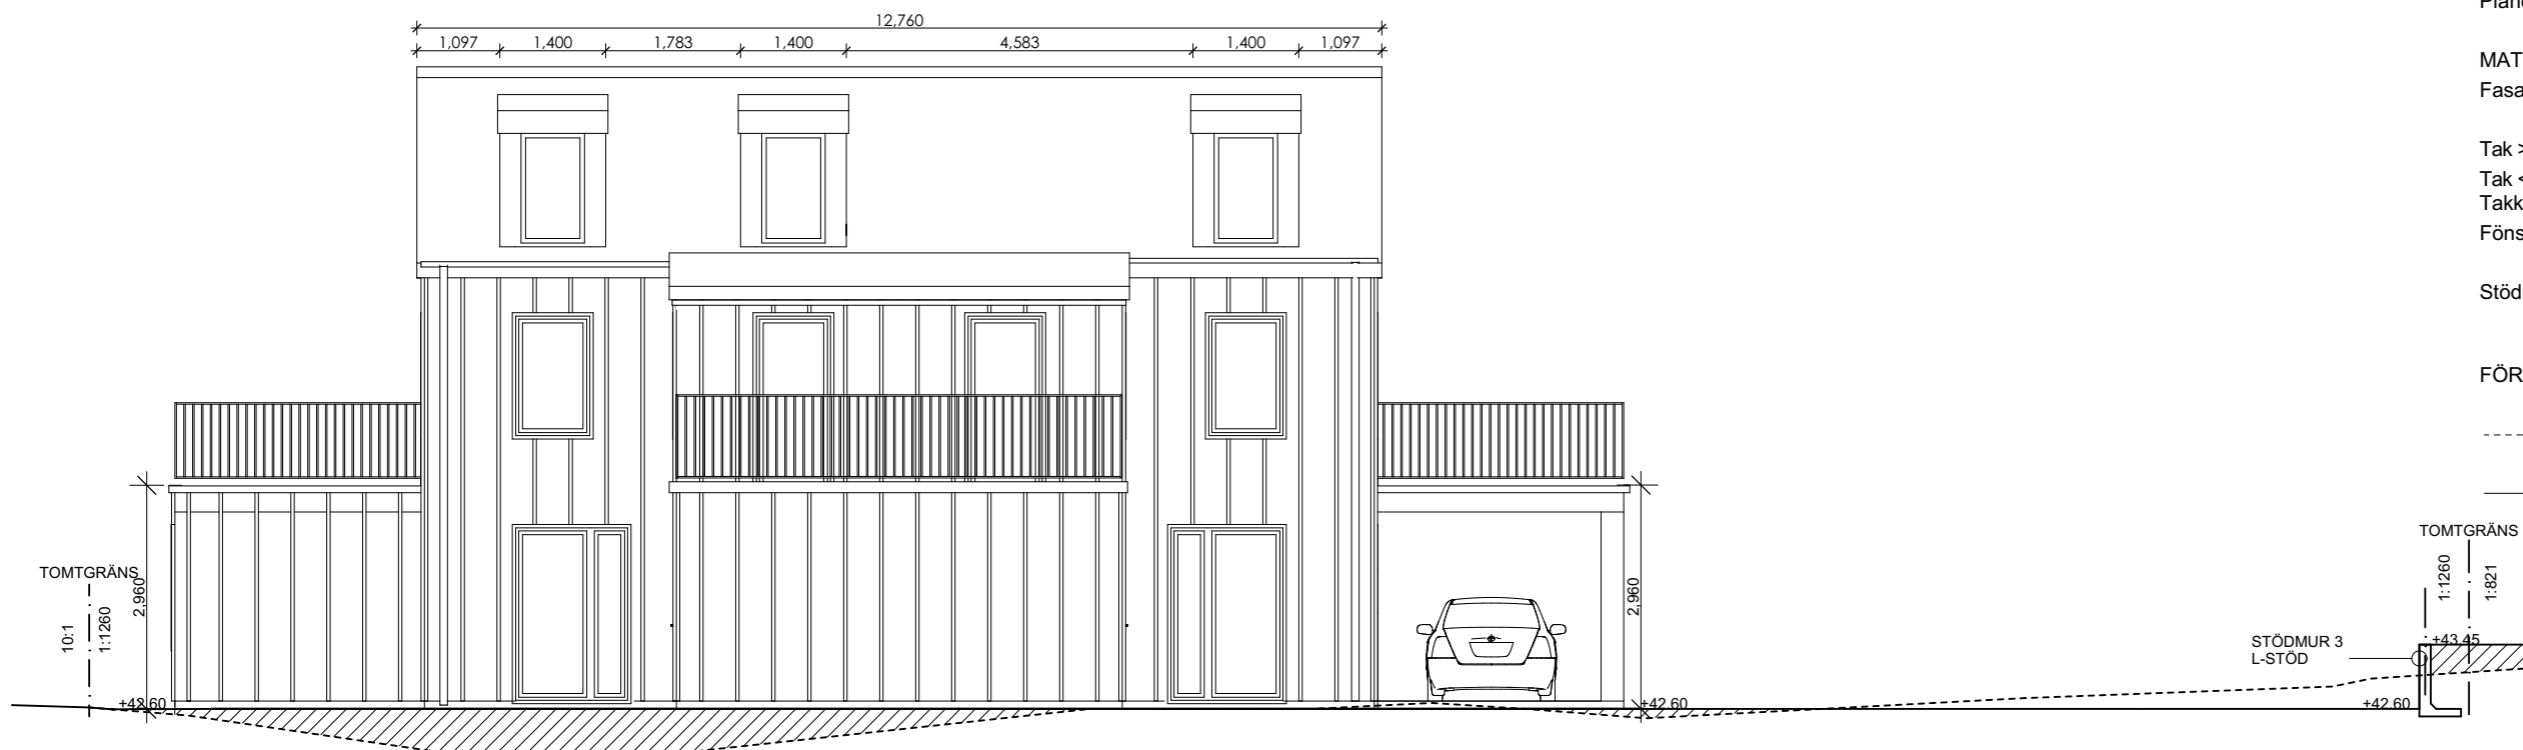 12,760
1,097 1,400 1,783 1,400 4,583 1,400 1,097
MAT
Fasa
Tak >
Tak <
Takk
Föns
Stöd
FÖR
TOMTGRÄNS
10:1
1:1260
2,960
+42.60
2,960
+42.60
STÖDMUR 3
L-STÖD
TOMTGRÄNS
1:1260
1:821
+43.45
+42.60